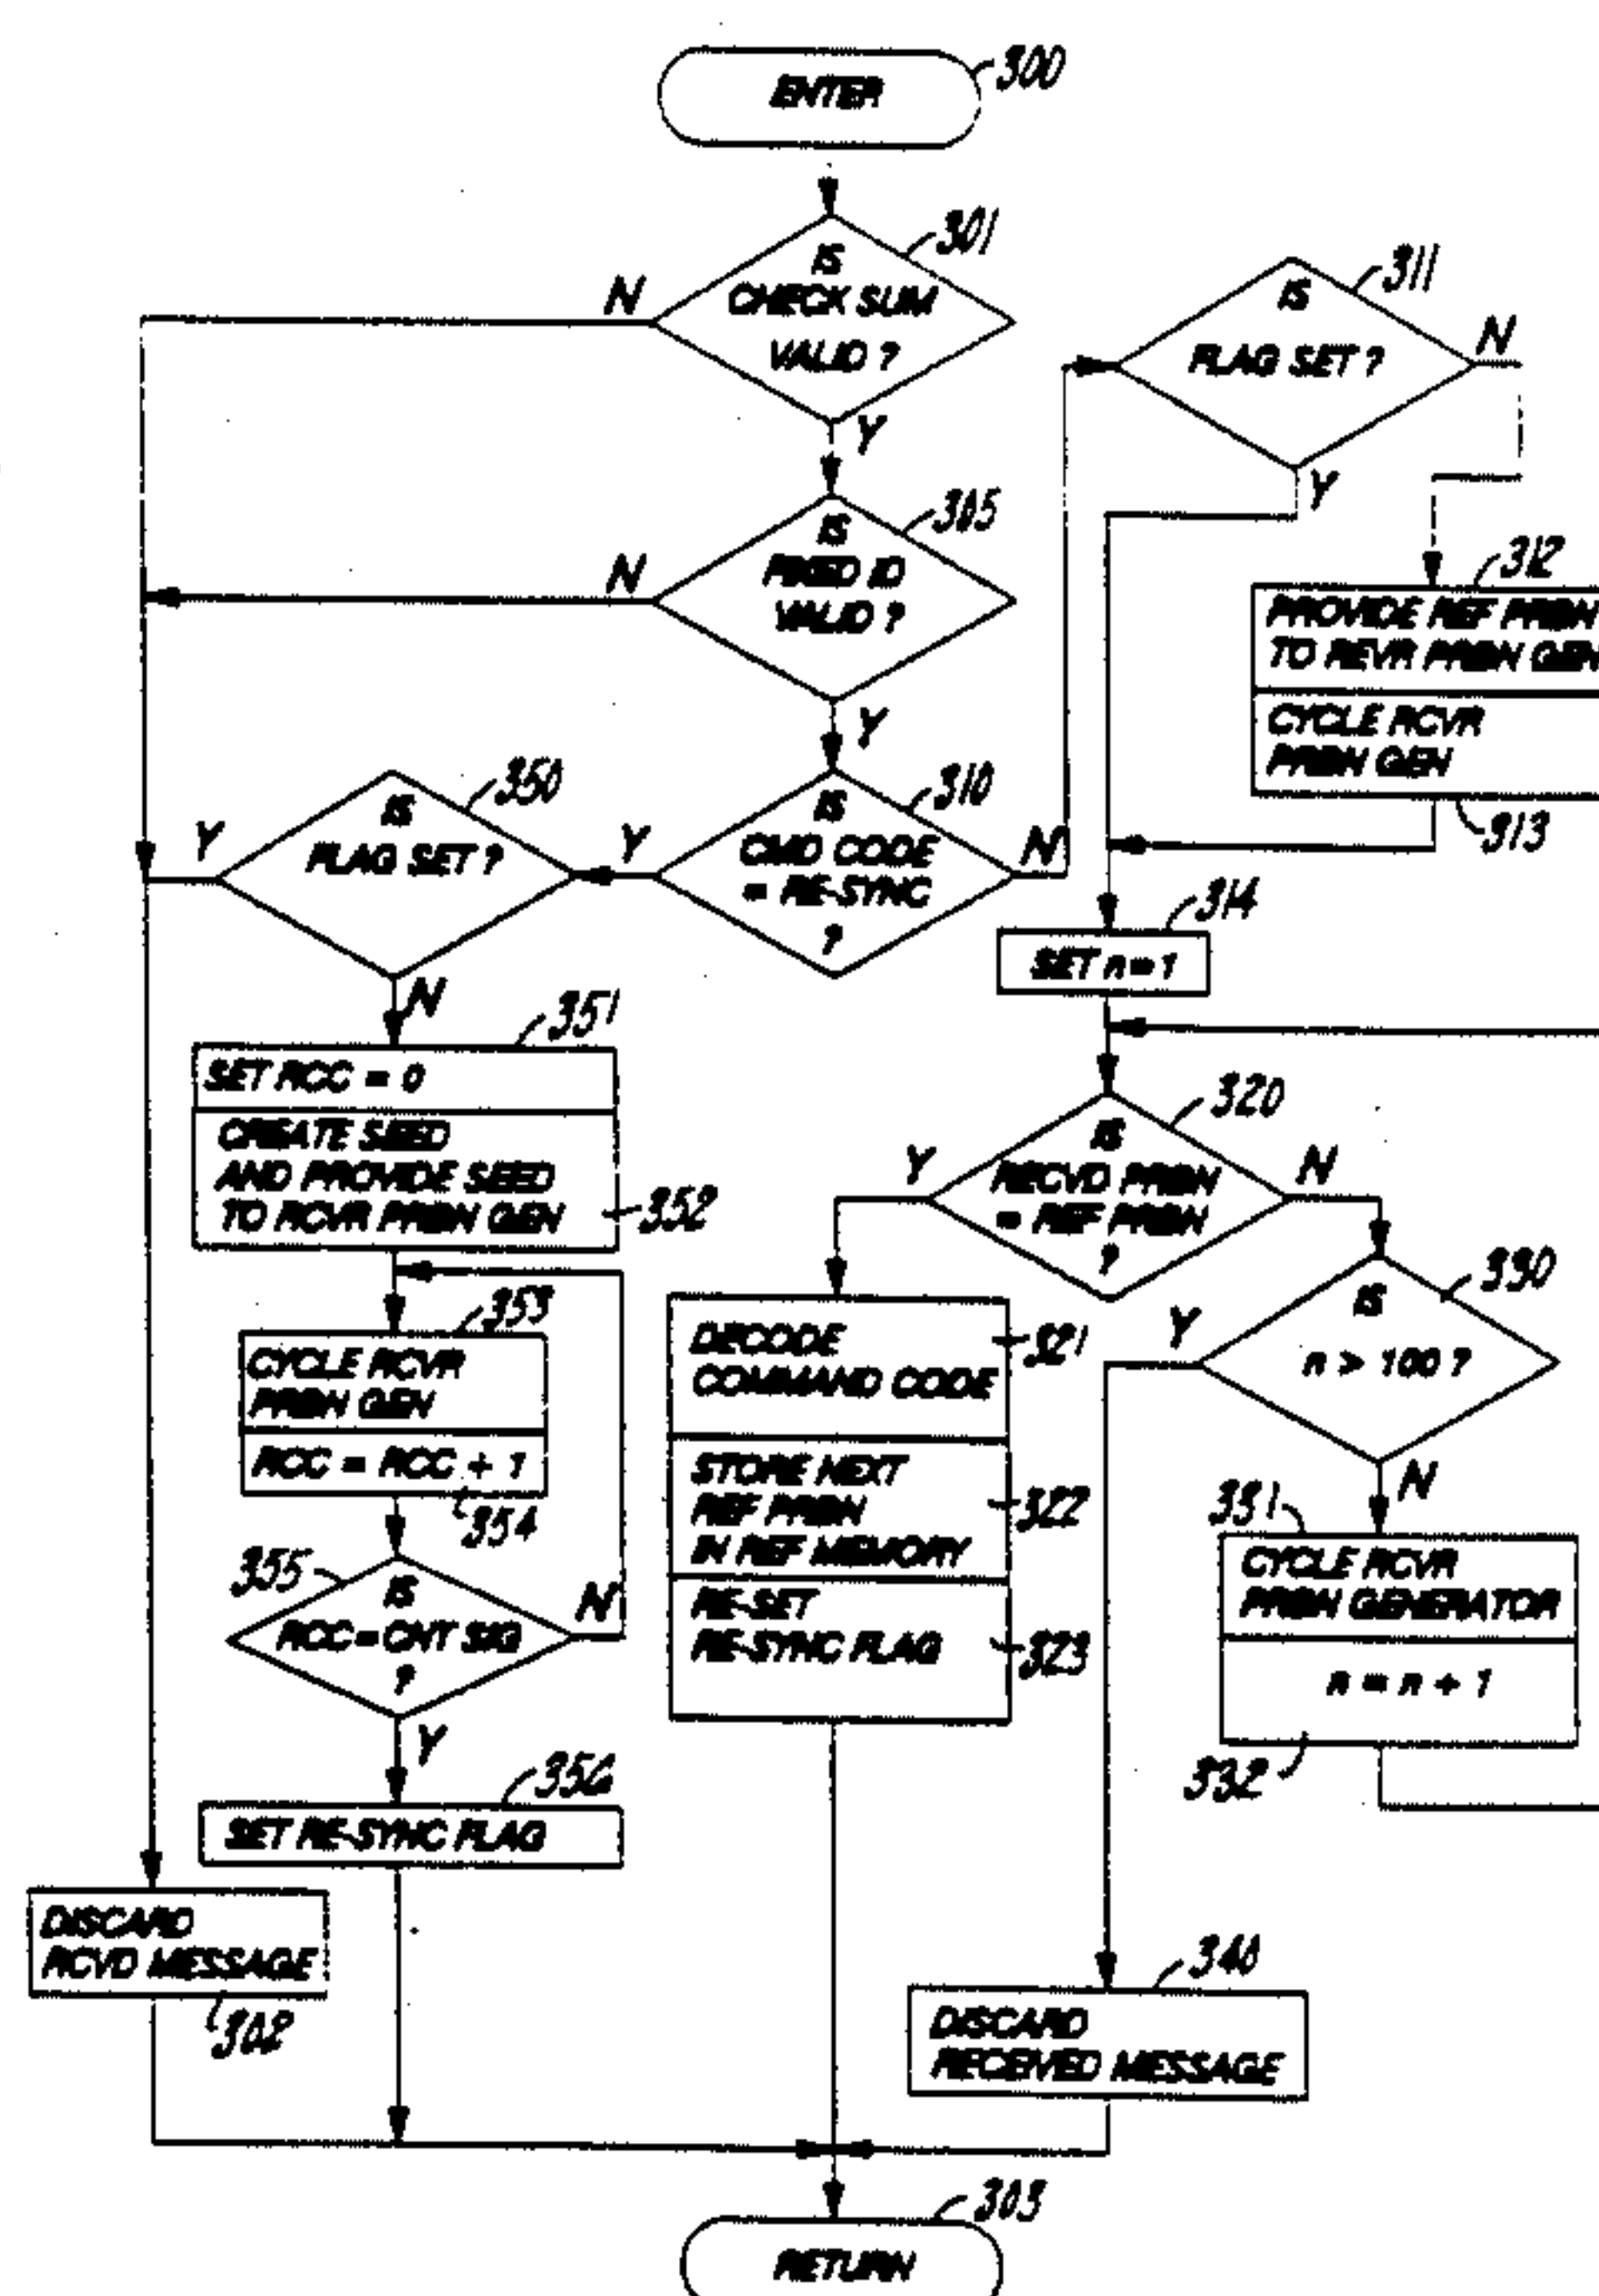 300
ENTER
301
IS
CHECK SUM
VALID ?
N
Y
311
IS
FLAG SET ?
N
Y
305
IS
FIXED ID
VALID ?
N
Y
312
PROVIDE REF PRBN
TO REVR PRBN GEN
CYCLE RCVR
PRBN GEN
313
350
IS
FLAG SET ?
Y
N
310
IS
CMD CODE
= RE-SYNC
?
Y
N
314
SET n = 1
351
SET RCC = 0
CREATE SEED
AND PROVIDE SEED
TO RCVR PRBN GEN
352
320
IS
RECVD PRBN
= REF PRBN
?
Y
N
353
CYCLE RCVR
PRBN GEN
RCC = RCC + 1
354
DECODE
COMMAND CODE
321
STORE NEXT
REF PRBN
IN REF MEMORY
322
RE-SET
RE-SYNC FLAG
323
330
IS
n > 100 ?
Y
N
331
CYCLE RCVR
PRBN GENERATOR
n = n + 1
332
355
IS
RCC = CNT SIG
?
N
Y
356
SET RE-SYNC FLAG
DISCARD
RCVD MESSAGE
302
340
DISCARD
RECEIVED MESSAGE
303
RETURN